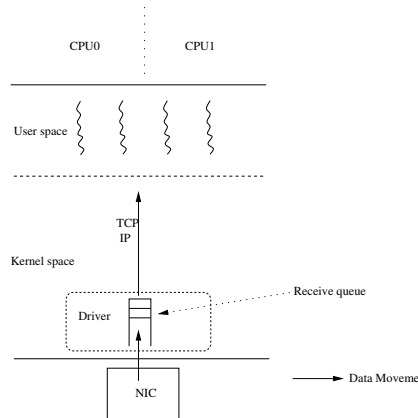 CPU0
CPU1
User space
TCP
IP
Kernel space
Receive queue
Driver
NIC
Data Moveme